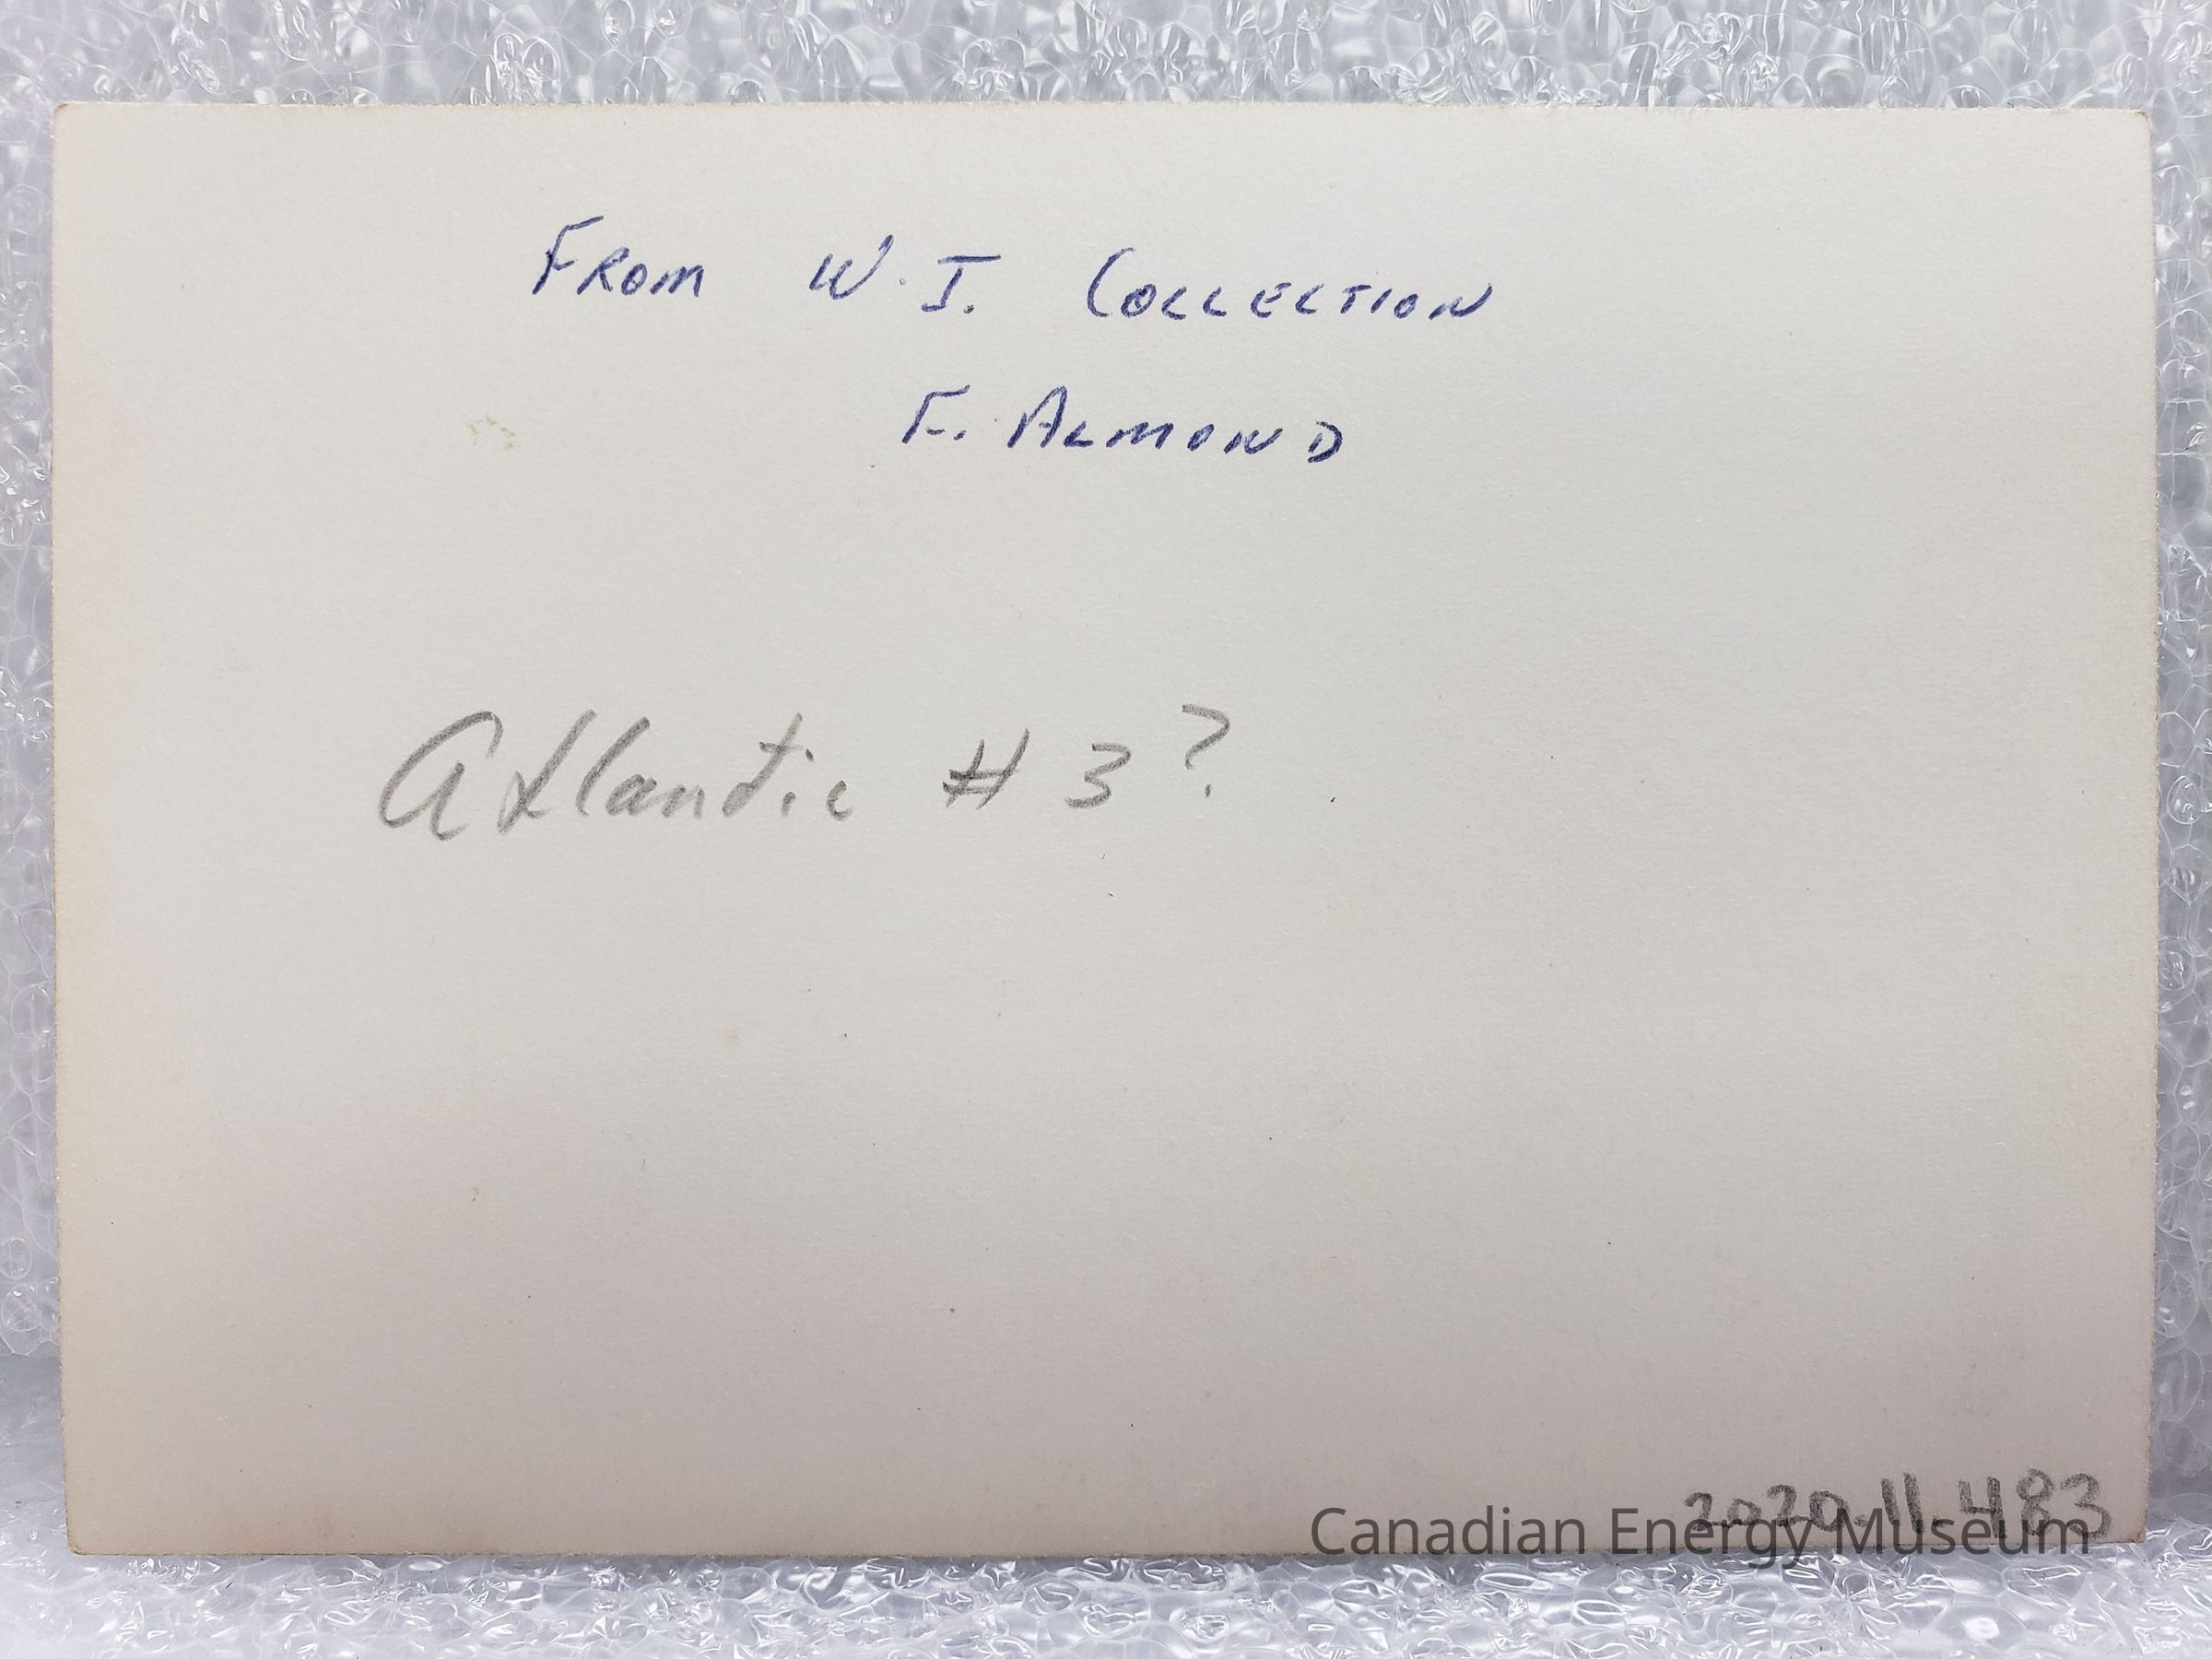 FROM W.I. COLLECTION
F. ALMOND
Atlantic # 3?
2020.11.483
Canadian Energy Museum